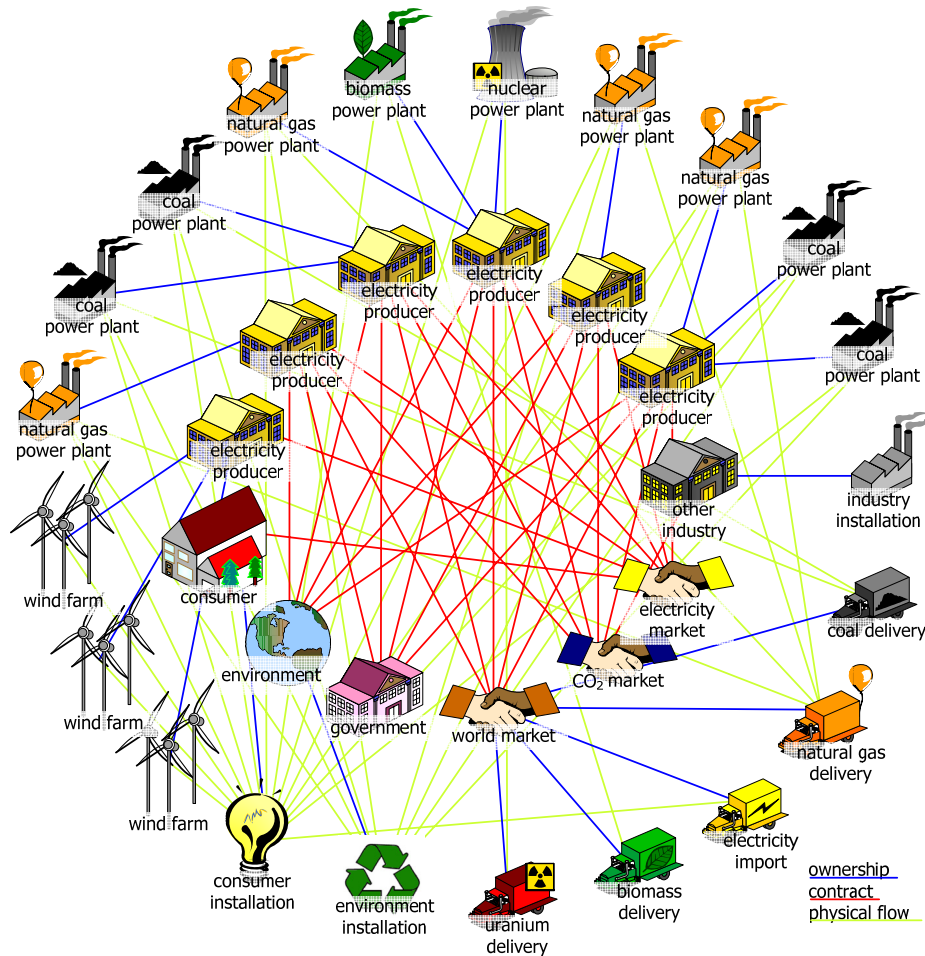 biomass
power plant
nuclear
power plant
natural gas
power plant
natural gas
power plant
natural gas
power plant
coal
power plant
coal
power plant
electricity
producer
electricity
producer
electricity
producer
coal
power plant
coal
power plant
electricity
producer
electricity
producer
natural gas
power plant
electricity
producer
other
industry
industry
installation
wind farm
consumer
electricity
market
coal delivery
environment
CO2 market
wind farm
government
world market
natural gas
delivery
wind farm
electricity
import
consumer
installation
environment
installation
uranium
delivery
biomass
delivery
ownership
contract
physical flow